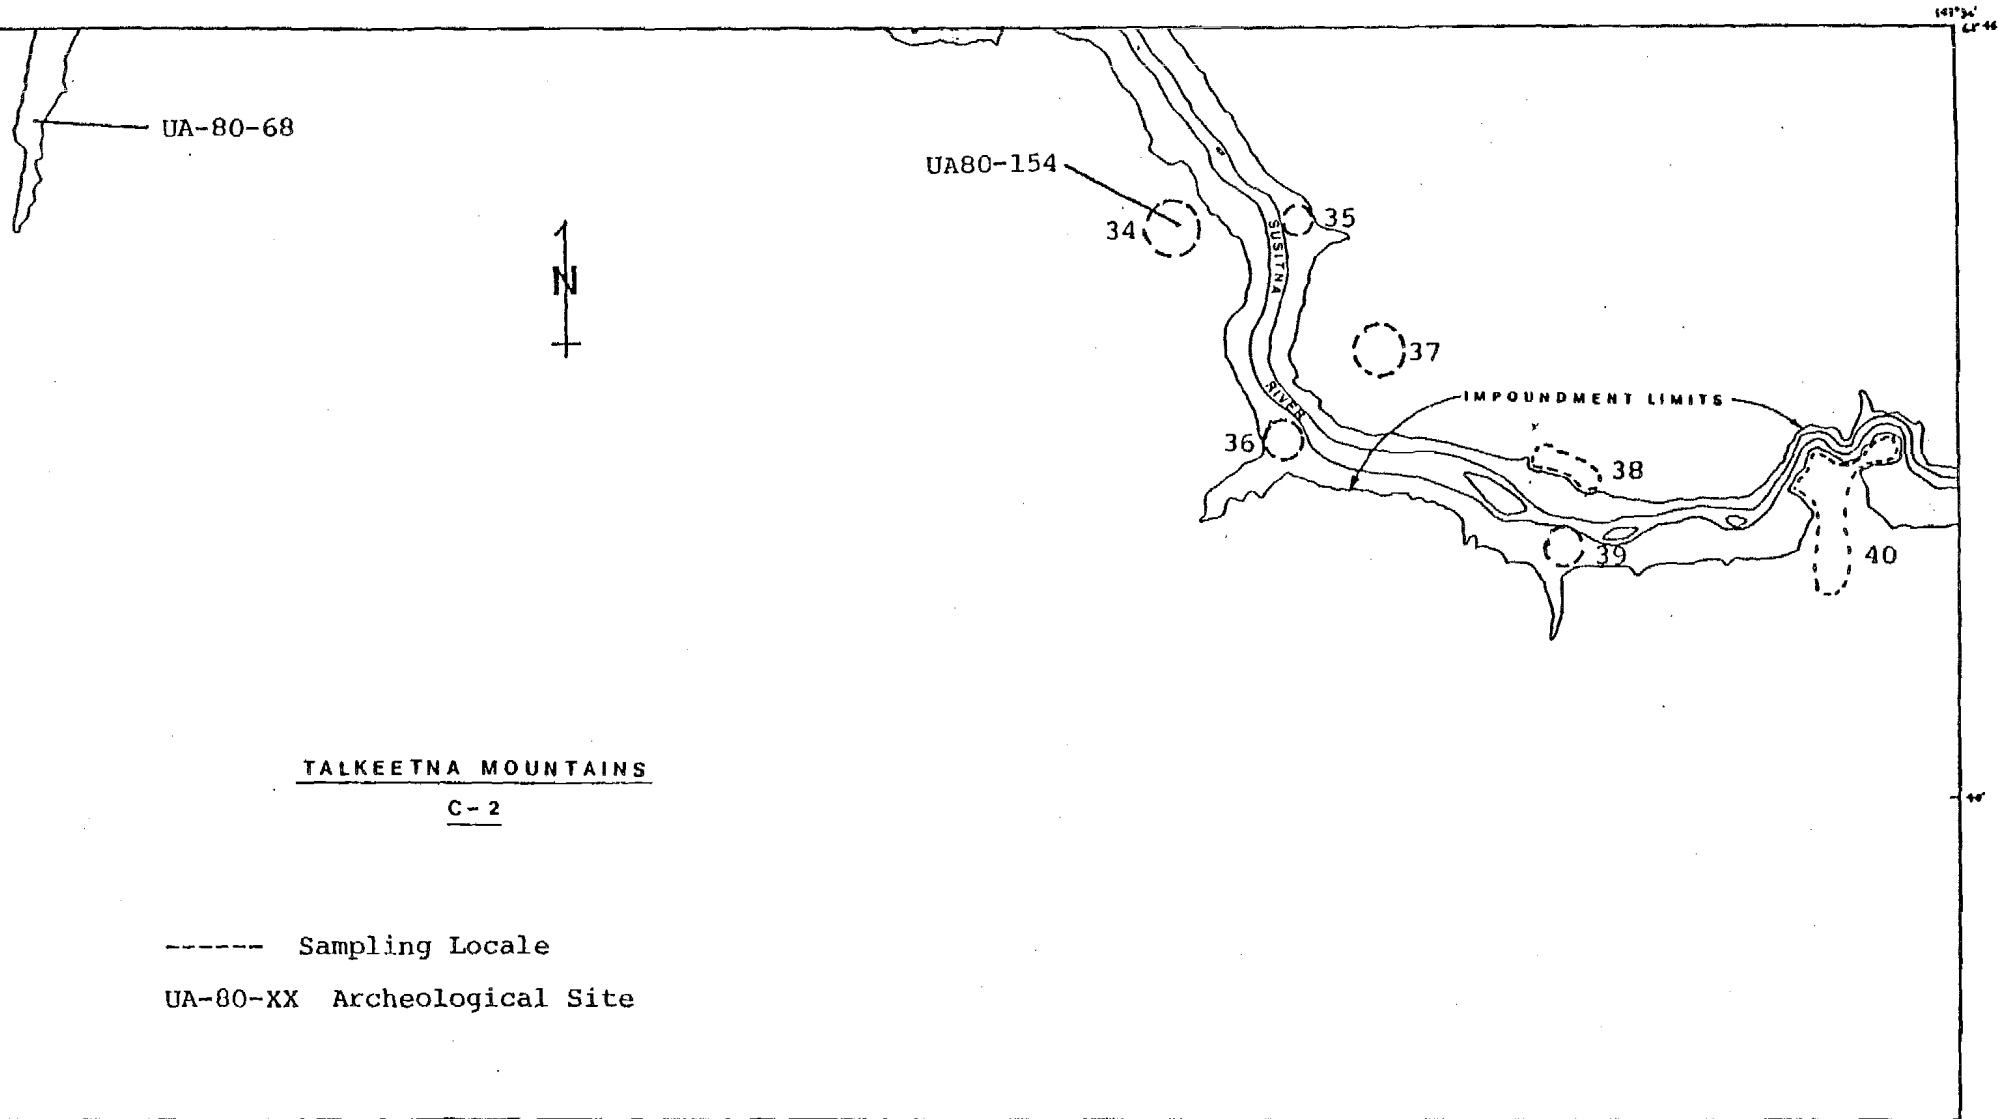 UA-80-68
UA80-154
34
35
N
SUSITNA
37
RIVER
IMPOUNDMENT LIMITS
36
38
39
40
TALKEETNA MOUNTAINS
C-2
------ Sampling Locale
UA-80-XX Archeological Site